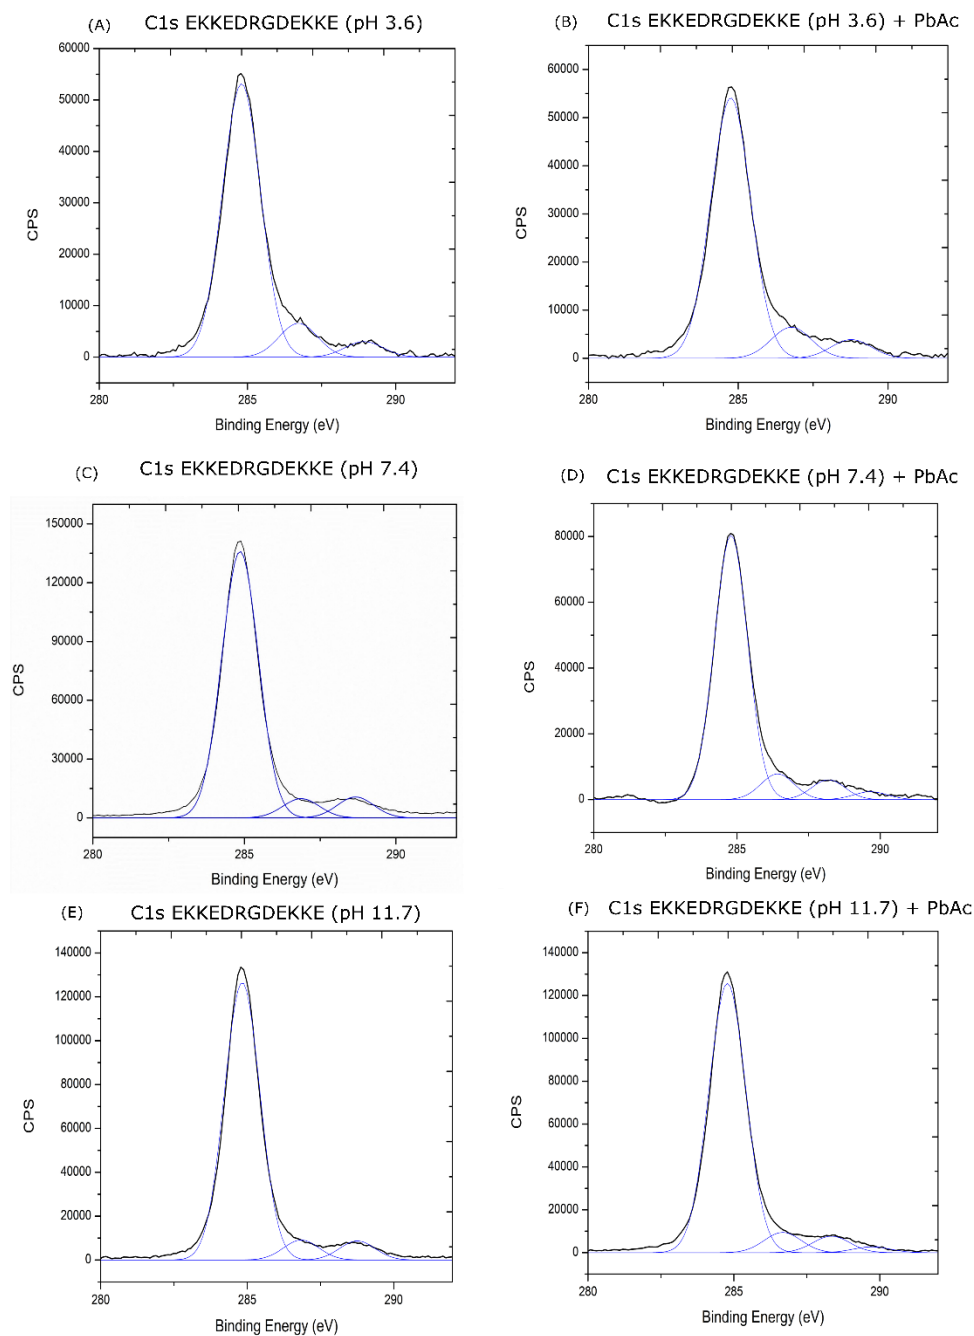 (A) C1s EKKEDRGDEKKE (pH 3.6)
60000
50000
40000
30000
20000
10000
0
CPS
280 285 290
Binding Energy (eV)
(B) C1s EKKEDRGDEKKE (pH 3.6) + PbAc
60000
50000
40000
30000
20000
10000
0
CPS
280 285 290
Binding Energy (eV)
(C) C1s EKKEDRGDEKKE (pH 7.4)
150000
120000
90000
60000
30000
0
CPS
280 285 290
Binding Energy (eV)
(D) C1s EKKEDRGDEKKE (pH 7.4) + PbAc
80000
60000
40000
20000
0
CPS
280 285 290
Binding Energy (eV)
(E) C1s EKKEDRGDEKKE (pH 11.7)
140000
120000
100000
80000
60000
40000
20000
0
CPS
280 285 290
Binding Energy (eV)
(F) C1s EKKEDRGDEKKE (pH 11.7) + PbAc
140000
120000
100000
80000
60000
40000
20000
0
CPS
280 285 290
Binding Energy (eV)